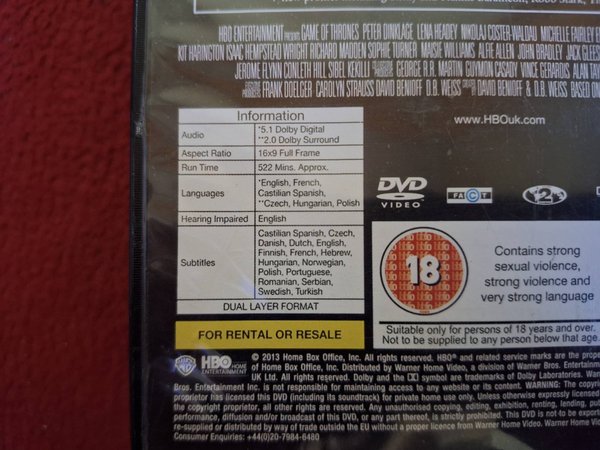 HBO ENTERTAINMENT PRESENTS GAME OF THRONES PETER DINKLAGE LENA HEADEY NIKOLAJ COSTER-WALDAU MICHELLE FAIRLEY
KIT HARINGTON ISAAC HEMPSTEAD WRIGHT RICHARD MADDEN SOPHIE TURNER MAISIE WILLIAMS ALFIE ALLEN JOHN BRADLEY JACK
JEROME FLYNN CONLETH HILL SIBEL KEKILLI GEORGE R.R. MARTIN GUYMON CASADY VINCE GERARDIS ALAN
EXECUTIVE PRODUCERS FRANK DOELGER CAROLYN STRAUSS DAVID BENIOFF D.B. WEISS DAVID BENIOFF & D.B. WEISS BASED ON
www.HBOuk.com
Information
Audio *5.1 Dolby Digital
**2.0 Dolby Surround
Aspect Ratio 16x9 Full Frame
Run Time 522 Mins. Approx.
Languages *English, French,
Castilian Spanish,
**Czech, Hungarian, Polish
Hearing Impaired English
Subtitles Castilian Spanish, Czech,
Danish, Dutch, English,
Finnish, French, Hebrew,
Hungarian, Norwegian,
Polish, Portuguese,
Romanian, Serbian,
Swedish, Turkish
DUAL LAYER FORMAT
FOR RENTAL OR RESALE
DVD
VIDEO
FACT
2
18
Contains strong
sexual violence,
strong violence and
very strong language
Suitable only for persons of 18 years and over.
Not to be supplied to any person below that age.
WB
HBO HOME
ENTERTAINMENT
© 2013 Home Box Office, Inc. All rights reserved. HBO® and related service marks are the property
of Home Box Office, Inc. Distributed by Warner Home Video, a division of Warner Bros. Entertainment
UK Ltd. All rights reserved. Dolby and the DD symbol are trademarks of Dolby Laboratories. Warner
Bros. Entertainment Inc. is not responsible for maintaining access to any website or its content. WARNING: The copyright
proprietor has licensed this DVD (including its soundtrack) for private home use only. Unless otherwise expressly licensed
the copyright proprietor, all other rights are reserved. Any unauthorised copying, editing, exhibition, renting, lending,
performance, diffusion and/or broadcast of this DVD, or any part thereof, is strictly prohibited. This DVD is not to be
re-supplied or distributed by way of trade outside the EU without a proper licence from Warner Home Video. Warner
Consumer Enquiries: +44(0)20-7984-6480